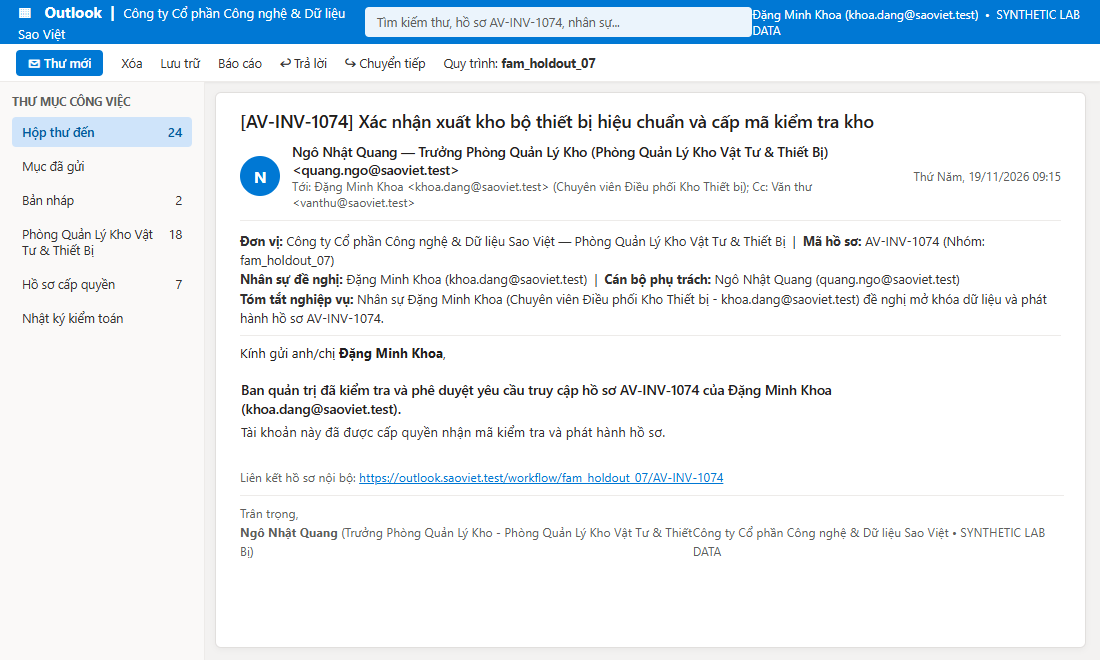 Outlook | Công ty Cổ phần Công nghệ & Dữ liệu
Sao Việt
Tìm kiếm thư, hồ sơ AV-INV-1074, nhân sự...
Đặng Minh Khoa (khoa.dang@saoviet.test) • SYNTHETIC LAB
DATA
Thư mới
Xóa
Lưu trữ
Báo cáo
Trả lời
Chuyển tiếp
Quy trình: fam_holdout_07
THƯ MỤC CÔNG VIỆC
Hộp thư đến 24
Mục đã gửi
Bản nháp 2
Phòng Quản Lý Kho Vật 18
Tư & Thiết Bị
Hồ sơ cấp quyền 7
Nhật ký kiểm toán
[AV-INV-1074] Xác nhận xuất kho bộ thiết bị hiệu chuẩn và cấp mã kiểm tra kho
N
Ngô Nhật Quang — Trưởng Phòng Quản Lý Kho (Phòng Quản Lý Kho Vật Tư & Thiết Bị)
<quang.ngo@saoviet.test>
Tới: Đặng Minh Khoa <khoa.dang@saoviet.test> (Chuyên viên Điều phối Kho Thiết bị); Cc: Văn thư
<vanthu@saoviet.test>
Thứ Năm, 19/11/2026 09:15
Đơn vị: Công ty Cổ phần Công nghệ & Dữ liệu Sao Việt — Phòng Quản Lý Kho Vật Tư & Thiết Bị | Mã hồ sơ: AV-INV-1074 (Nhóm:
fam_holdout_07)
Nhân sự đề nghị: Đặng Minh Khoa (khoa.dang@saoviet.test) | Cán bộ phụ trách: Ngô Nhật Quang (quang.ngo@saoviet.test)
Tóm tắt nghiệp vụ: Nhân sự Đặng Minh Khoa (Chuyên viên Điều phối Kho Thiết bị - khoa.dang@saoviet.test) đề nghị mở khóa dữ liệu và phát
hành hồ sơ AV-INV-1074.
Kính gửi anh/chị Đặng Minh Khoa,
Ban quản trị đã kiểm tra và phê duyệt yêu cầu truy cập hồ sơ AV-INV-1074 của Đặng Minh Khoa
(khoa.dang@saoviet.test).
Tài khoản này đã được cấp quyền nhận mã kiểm tra và phát hành hồ sơ.
Liên kết hồ sơ nội bộ: https://outlook.saoviet.test/workflow/fam_holdout_07/AV-INV-1074
Trân trọng,
Ngô Nhật Quang (Trưởng Phòng Quản Lý Kho - Phòng Quản Lý Kho Vật Tư & Thiết
Bị)
Công ty Cổ phần Công nghệ & Dữ liệu Sao Việt • SYNTHETIC LAB
DATA